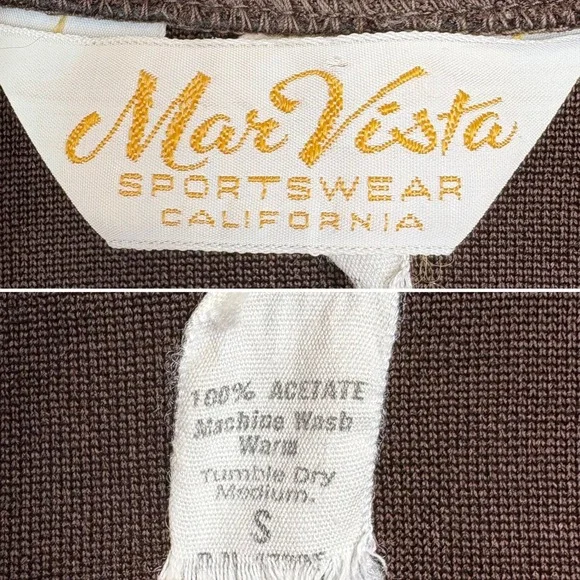 Mar Vista
SPORTSWEAR
CALIFORNIA
100% ACETATE
Machine Wash
Warm
Tumble Dry
Medium.
S